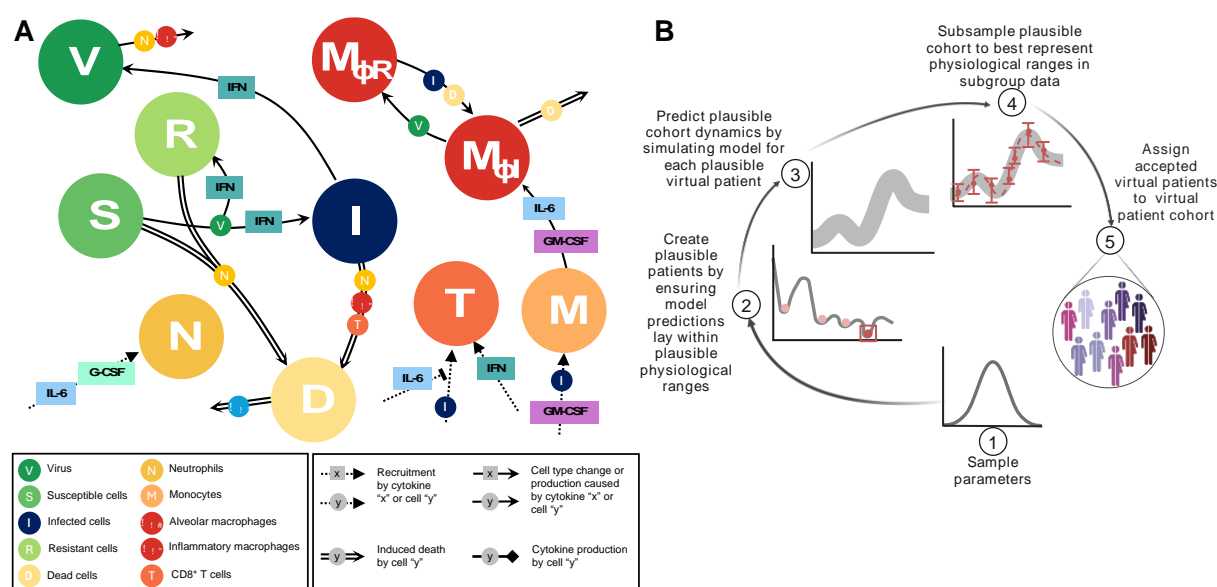 A
V
N
IFN
R
IFN
V
IFN
S
I
N
N
T
N
G-CSF
IL-6
D
MΦR
I
D
V
D
MΦI
IL-6
GM-CSF
T
M
IL-6
IFN
I
I
GM-CSF
V Virus
S Susceptible cells
I Infected cells
R Resistant cells
D Dead cells
N Neutrophils
M Monocytes
Alveolar macrophages
Inflammatory macrophages
T CD8+ T cells
x
y
Recruitment
by cytokine
“x” or cell “y”
x
y
Cell type change or
production caused
by cytokine “x” or
cell “y”
y
Induced death
by cell “y”
y
Cytokine production
by cell “y”
B
Subsample plausible
cohort to best represent
physiological ranges in
subgroup data
4
Predict plausible
cohort dynamics by
simulating model for
each plausible
virtual patient
3
Assign
accepted
virtual patients
to virtual
patient cohort
5
Create
plausible
patients by
ensuring
model
predictions
lay within
plausible
physiological
ranges
2
1
Sample
parameters